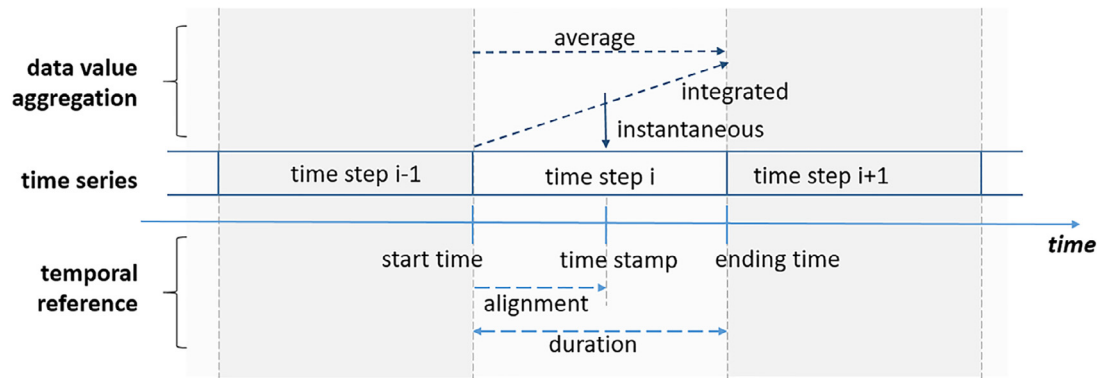 average
data value
aggregation
integrated
instantaneous
time series
time step i-1
time step i
time step i+1
time
start time
time stamp
ending time
temporal
reference
alignment
duration